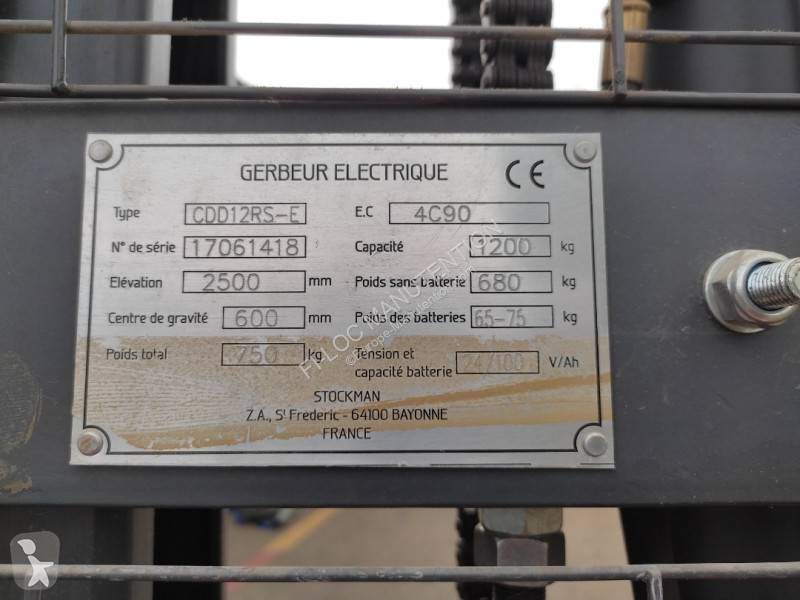 GERBEUR ELECTRIQUE CE
Type CDD12RS-E E.C 4C90
N° de série 17061418 Capacité 1200 kg
Elévation 2500 mm Poids sans batterie 680 kg
Centre de gravité 600 mm Poids des batteries 65-75 kg
Poids total 750 kg Tension et
capacité batterie 24/100 V/Ah
STOCKMAN
Z.A., Sᵗ Frederic - 64100 BAYONNE
FRANCE
FFLOC MANUTENTION